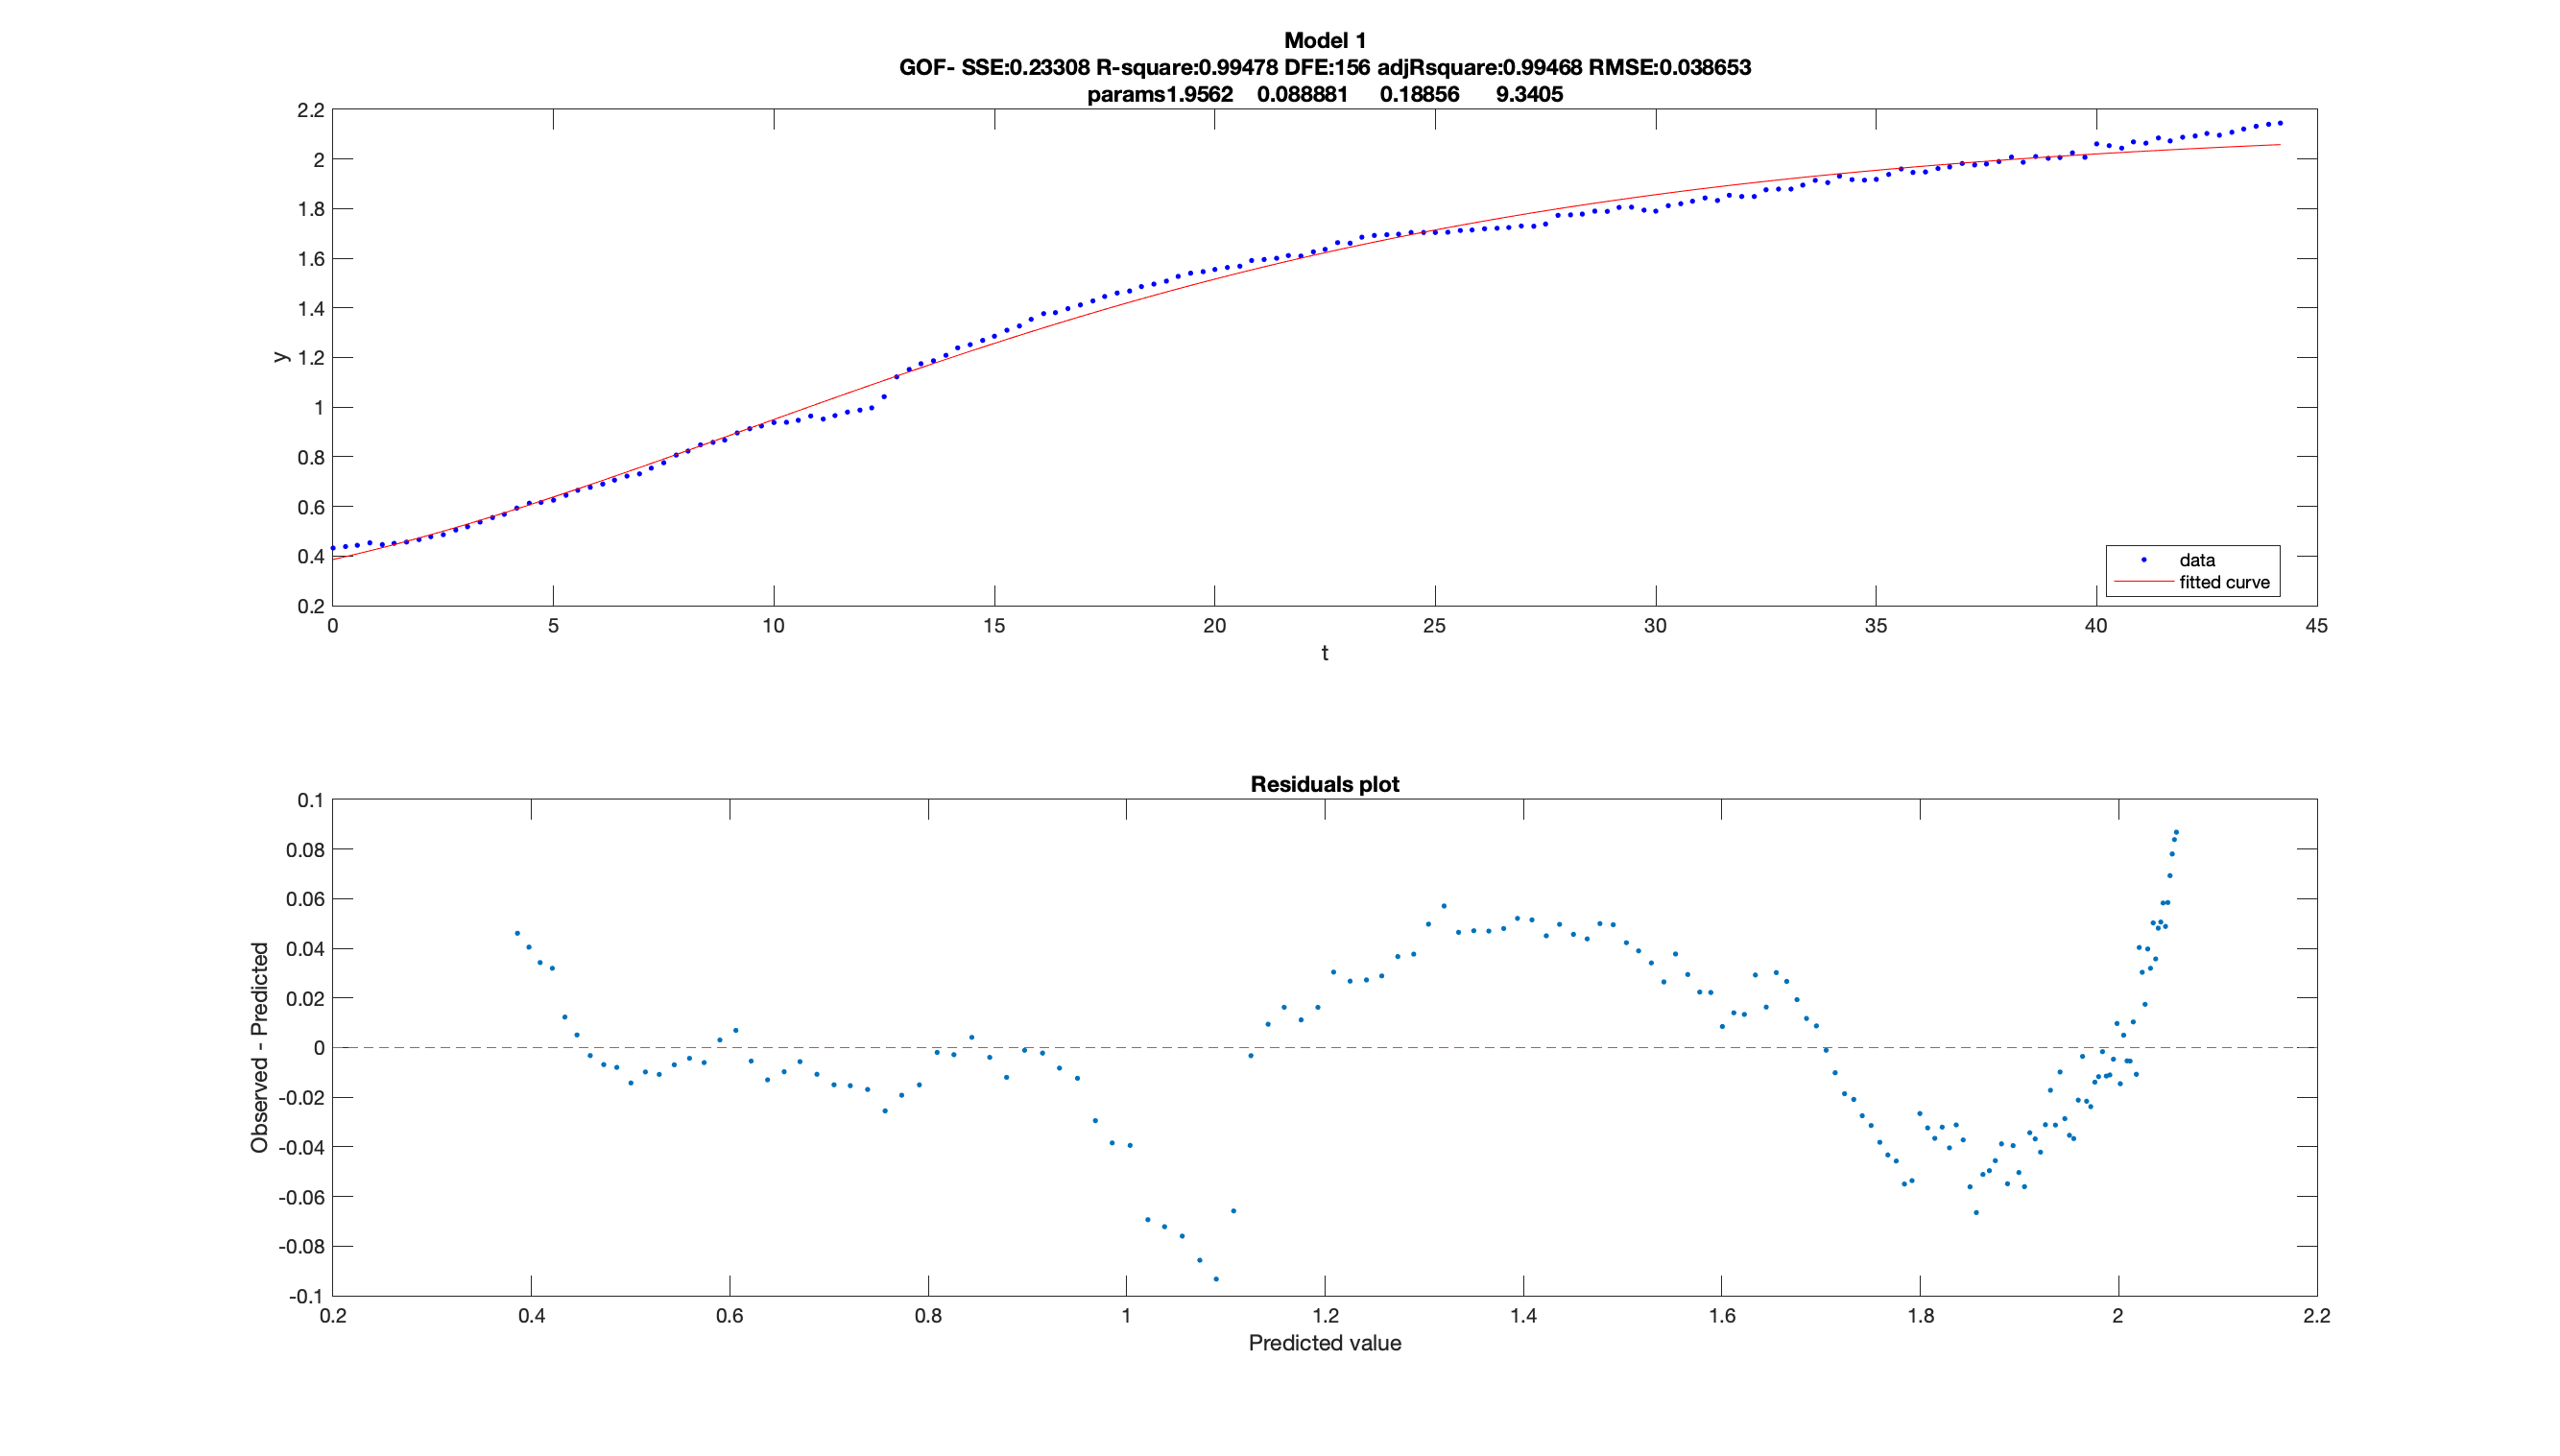 Model 1
GOF- SSE:0.23308 R-square:0.99478 DFE:156 adjRsquare:0.99468 RMSE:0.038653
params1.9562 0.088881 0.18856 9.3405
2.2
2
1.8
1.6
1.4
1.2
1
0.8
0.6
0.4
0.2
y
data
fitted curve
0 5 10 15 20 25 30 35 40 45
t
Residuals plot
0.1
0.08
0.06
0.04
0.02
0
-0.02
-0.04
-0.06
-0.08
-0.1
Observed - Predicted
0.2 0.4 0.6 0.8 1 1.2 1.4 1.6 1.8 2 2.2
Predicted value